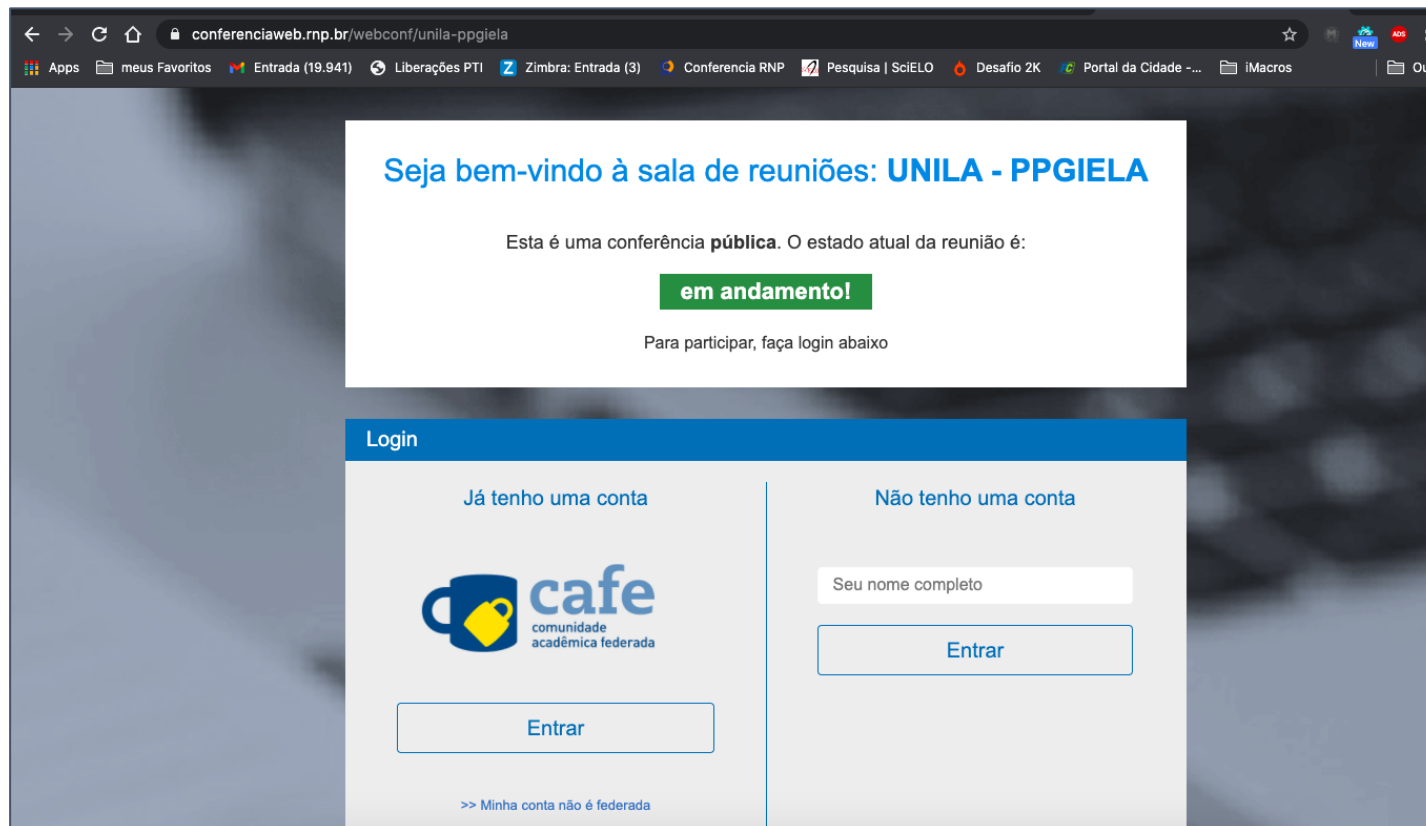 conferenciaweb.rnp.br/webconf/unila-ppgiela
New
ADS
Apps meus Favoritos Entrada (19.941) Liberações PTI Zimbra: Entrada (3) Conferencia RNP Pesquisa | SciELO Desafio 2K Portal da Cidade -... iMacros Ou
Seja bem-vindo à sala de reuniões: UNILA - PPGIELA
Esta é uma conferência pública. O estado atual da reunião é:
em andamento!
Para participar, faça login abaixo
Login
Já tenho uma conta
cafe
comunidade
acadêmica federada
Entrar
>> Minha conta não é federada
Não tenho uma conta
Seu nome completo
Entrar